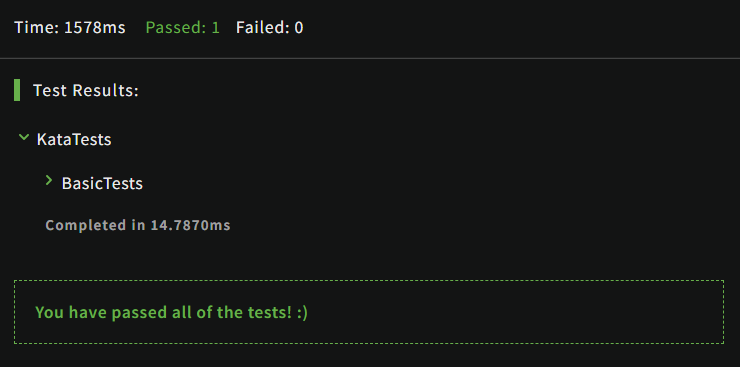 Time: 1578ms Passed: 1 Failed: 0
Test Results:
KataTests
BasicTests
Completed in 14.7870ms
You have passed all of the tests! :)